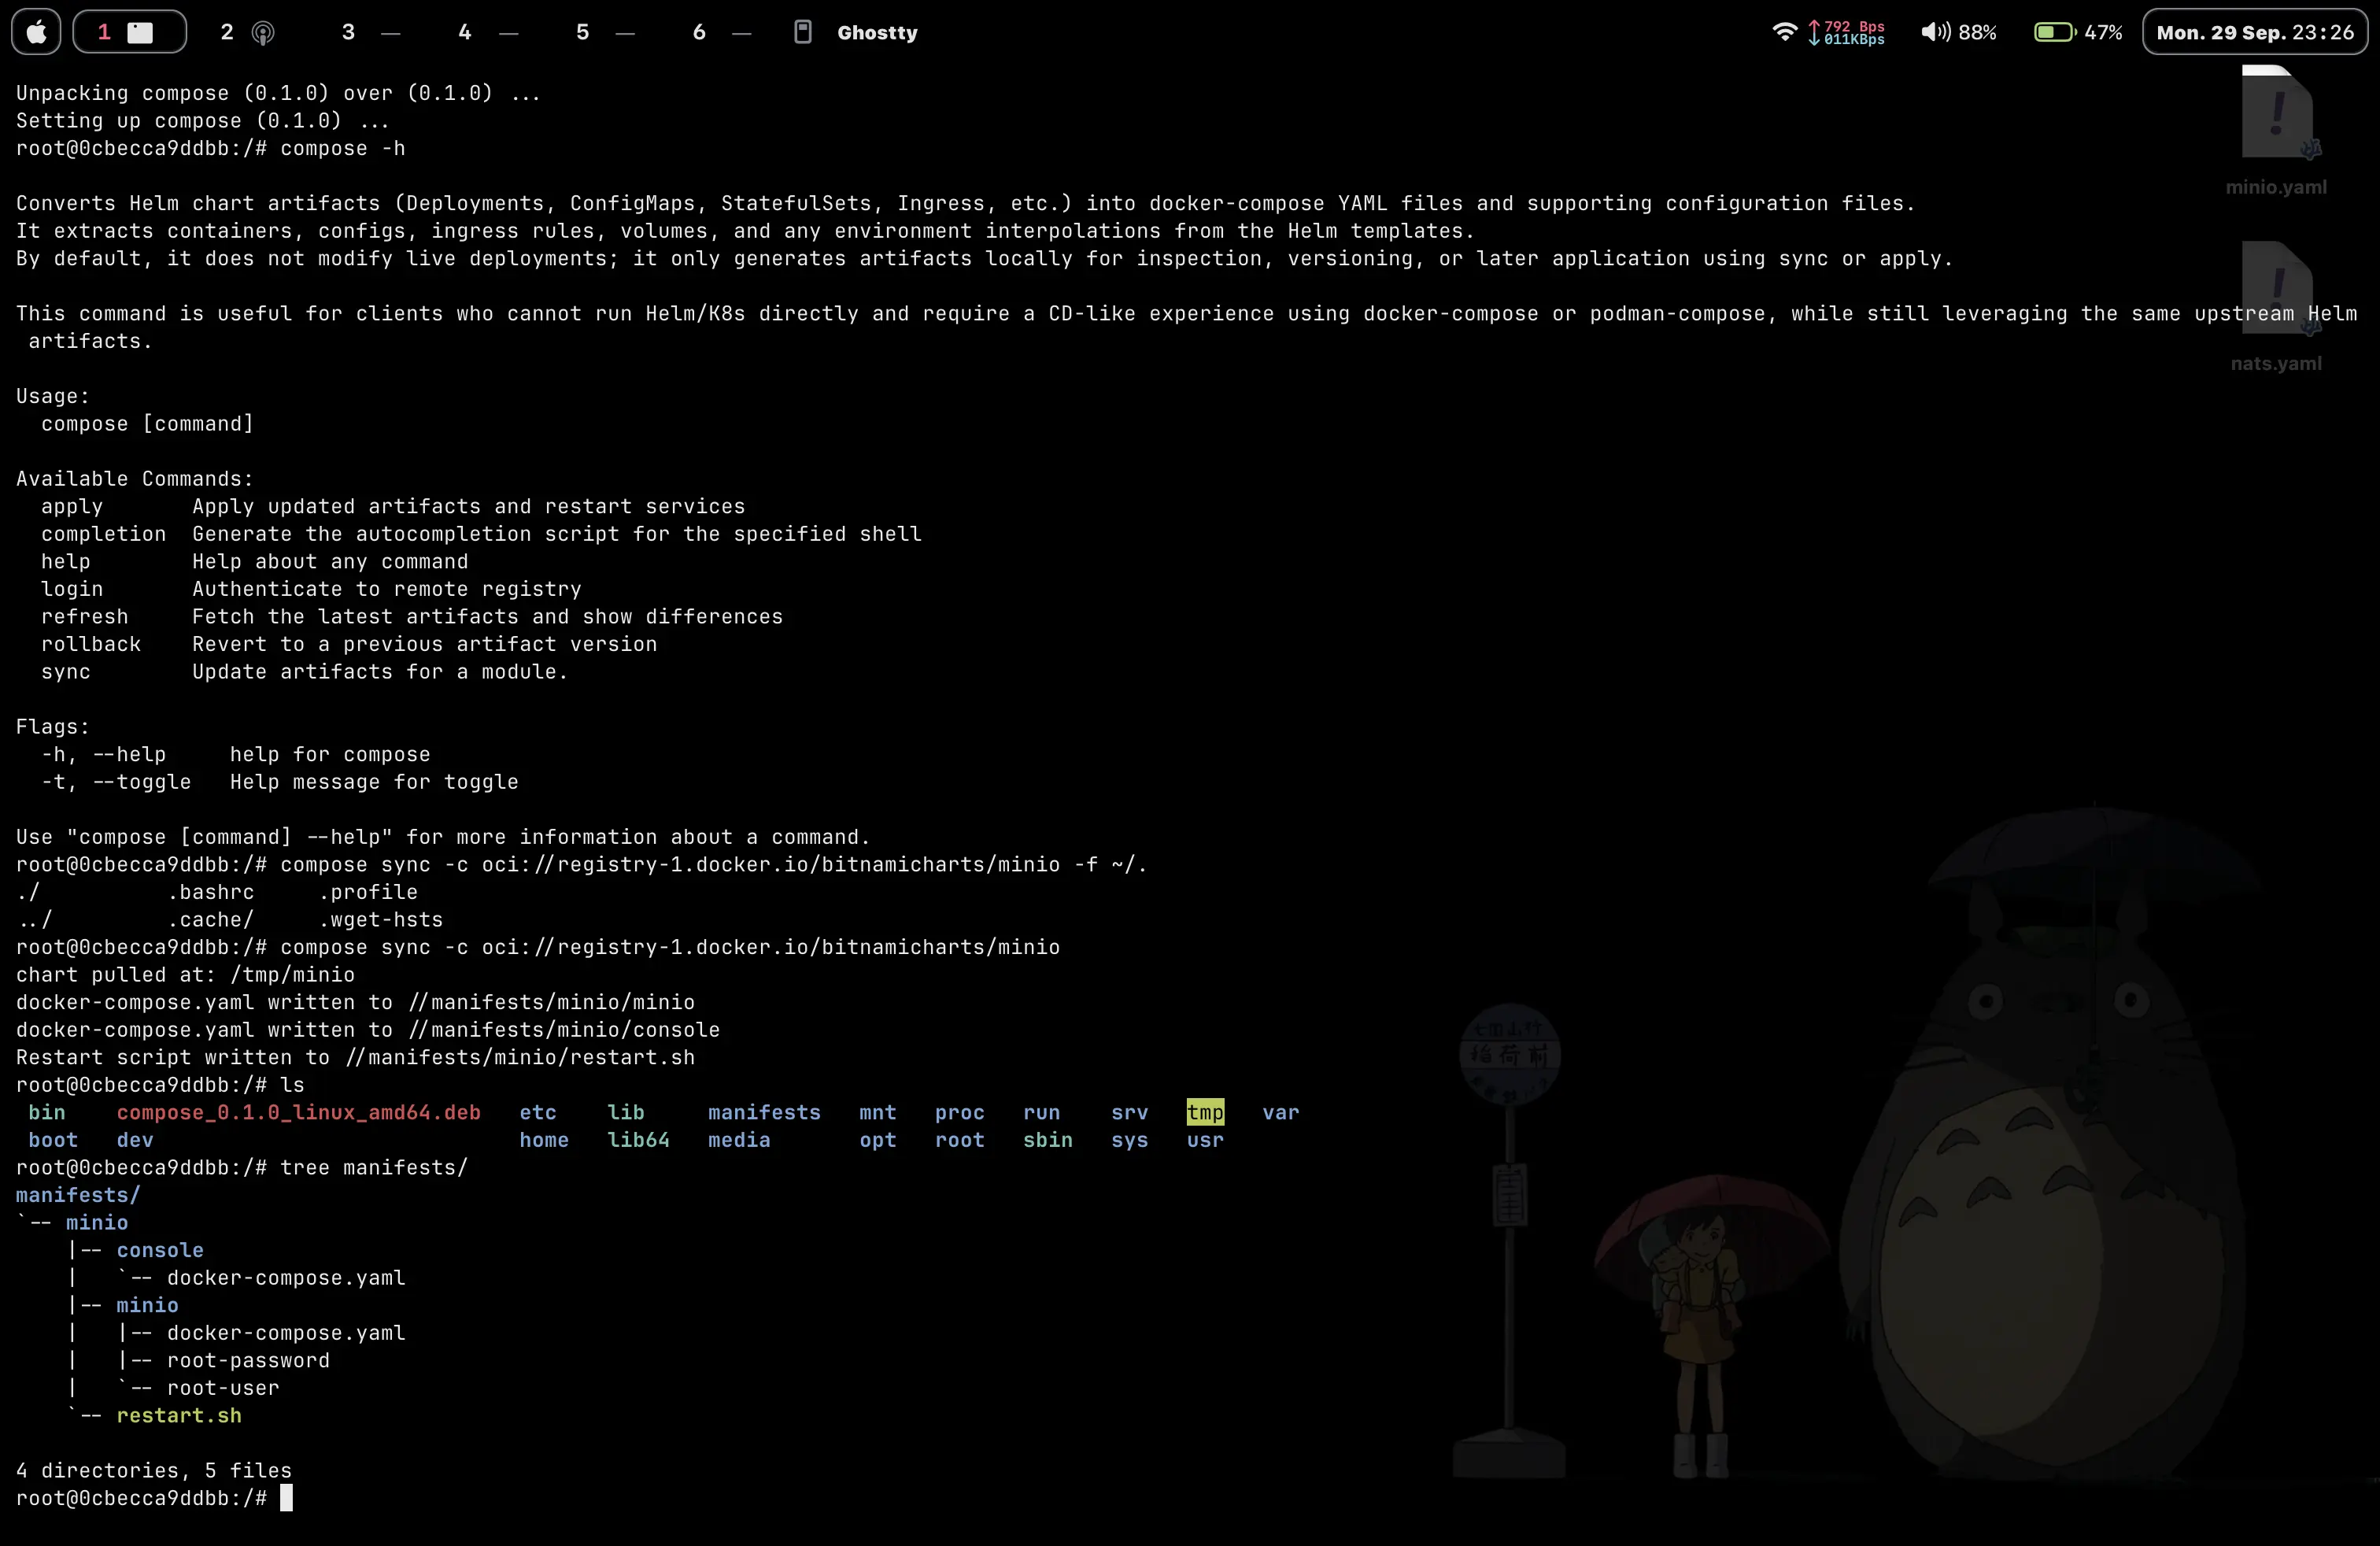 1 2 3 — 4 — 5 — 6 — Ghostty 792 Bps 011KBps 88% 47% Mon. 29 Sep. 23:26
Unpacking compose (0.1.0) over (0.1.0) ...
Setting up compose (0.1.0) ...
root@0cbecca9ddbb:/# compose -h
minio.yaml
Converts Helm chart artifacts (Deployments, ConfigMaps, StatefulSets, Ingress, etc.) into docker-compose YAML files and supporting configuration files.
It extracts containers, configs, ingress rules, volumes, and any environment interpolations from the Helm templates.
By default, it does not modify live deployments; it only generates artifacts locally for inspection, versioning, or later application using sync or apply.
This command is useful for clients who cannot run Helm/K8s directly and require a CD-like experience using docker-compose or podman-compose, while still leveraging the same upstream Helm
artifacts.
nats.yaml
Usage:
compose [command]
Available Commands:
apply Apply updated artifacts and restart services
completion Generate the autocompletion script for the specified shell
help Help about any command
login Authenticate to remote registry
refresh Fetch the latest artifacts and show differences
rollback Revert to a previous artifact version
sync Update artifacts for a module.
Flags:
-h, --help help for compose
-t, --toggle Help message for toggle
Use "compose [command] --help" for more information about a command.
root@0cbecca9ddbb:/# compose sync -c oci://registry-1.docker.io/bitnamicharts/minio -f ~/.
./ .bashrc .profile
../ .cache/ .wget-hsts
root@0cbecca9ddbb:/# compose sync -c oci://registry-1.docker.io/bitnamicharts/minio
chart pulled at: /tmp/minio
docker-compose.yaml written to //manifests/minio/minio
docker-compose.yaml written to //manifests/minio/console
Restart script written to //manifests/minio/restart.sh
root@0cbecca9ddbb:/# ls
bin compose_0.1.0_linux_amd64.deb etc lib manifests mnt proc run srv tmp var
boot dev home lib64 media opt root sbin sys usr
root@0cbecca9ddbb:/# tree manifests/
manifests/
`-- minio
|-- console
| `-- docker-compose.yaml
|-- minio
| |-- docker-compose.yaml
| |-- root-password
| `-- root-user
`-- restart.sh
4 directories, 5 files
root@0cbecca9ddbb:/#
稲荷前